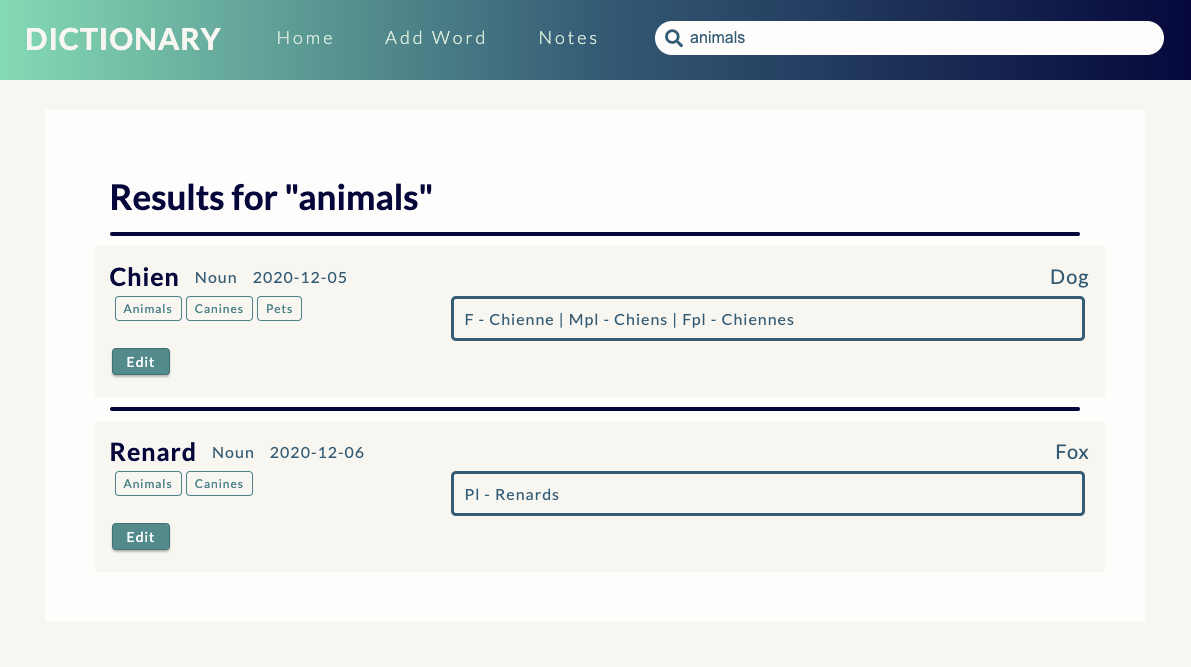 DICTIONARY Home Add Word Notes animals
Results for "animals"
Chien Noun 2020-12-05 Dog
Animals Canines Pets
F - Chienne | Mpl - Chiens | Fpl - Chiennes
Edit
Renard Noun 2020-12-06 Fox
Animals Canines
Pl - Renards
Edit